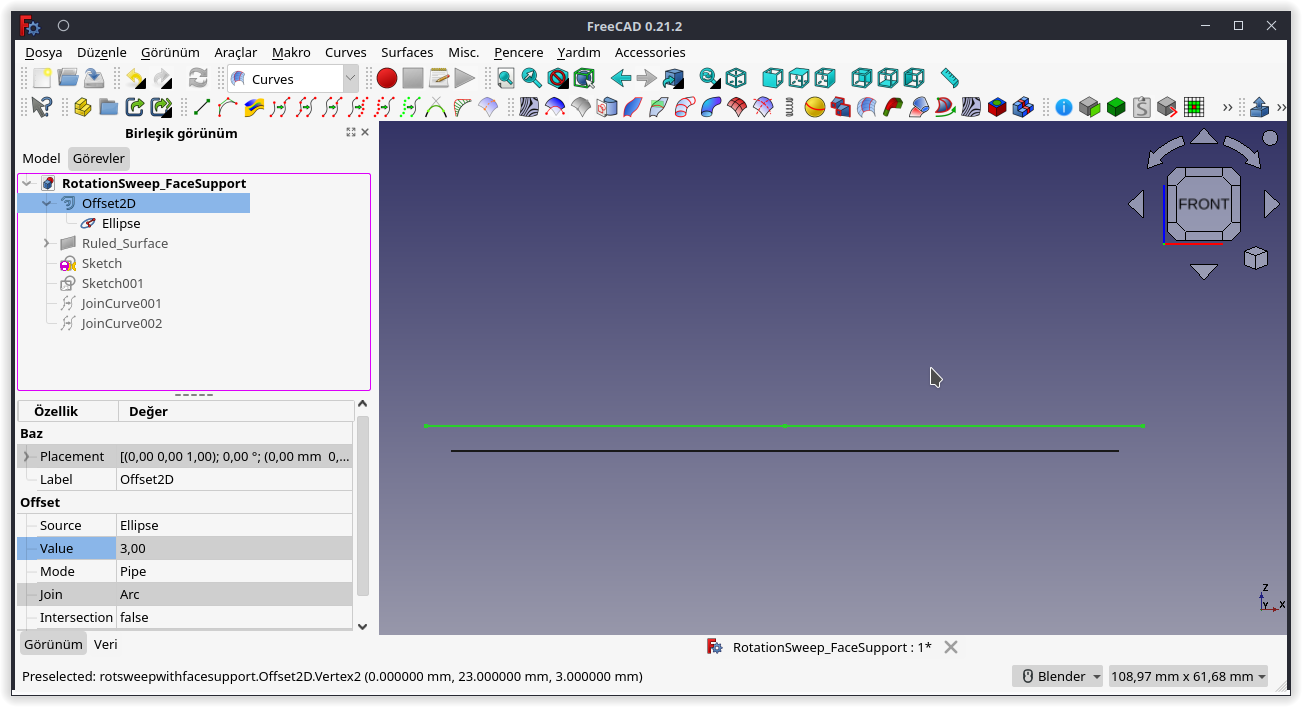 FreeCAD 0.21.2
Dosya Düzenle Görünüm Araçlar Makro Curves Surfaces Misc. Pencere Yardım Accessories
Curves
Birleşik görünüm
Model Görevler
RotationSweep_FaceSupport
Offset2D
Ellipse
Ruled_Surface
Sketch
Sketch001
JoinCurve001
JoinCurve002
FRONT
Özellik Değer
Baz
Placement [(0,00 0,00 1,00); 0,00 °; (0,00 mm 0,...
Label Offset2D
Offset
Source Ellipse
Value 3,00
Mode Pipe
Join Arc
Intersection false
Z
Y X
Görünüm Veri
RotationSweep_FaceSupport : 1*
Preselected: rotsweepwithfacesupport.Offset2D.Vertex2 (0.000000 mm, 23.000000 mm, 3.000000 mm)
Blender 108,97 mm x 61,68 mm